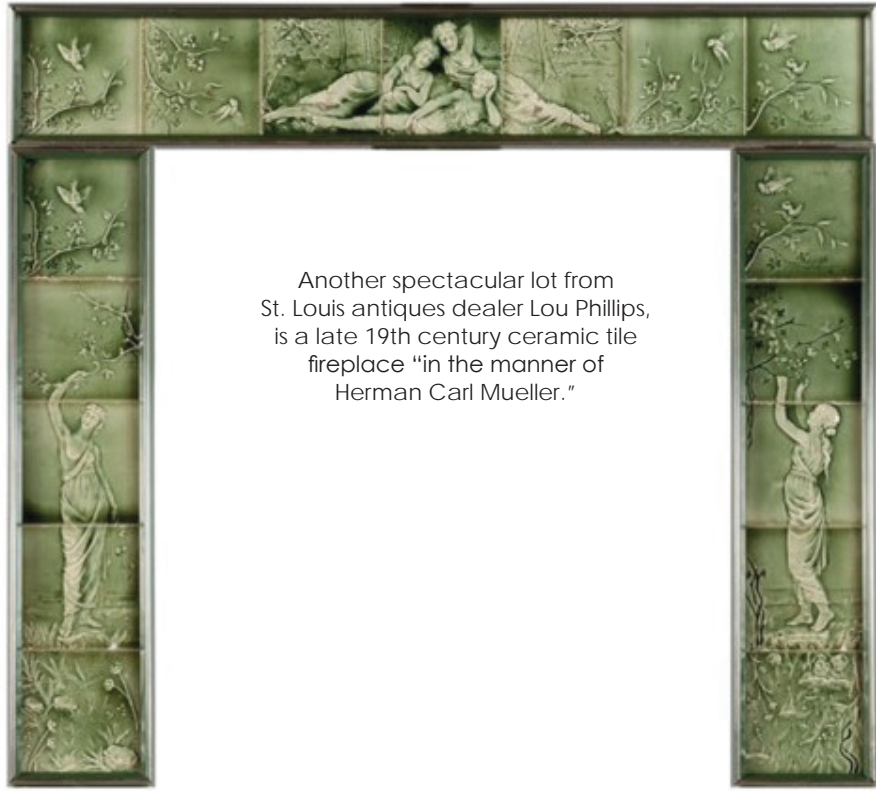 Another spectacular lot from
St. Louis antiques dealer Lou Phillips,
is a late 19th century ceramic tile
fireplace “in the manner of
Herman Carl Mueller.”